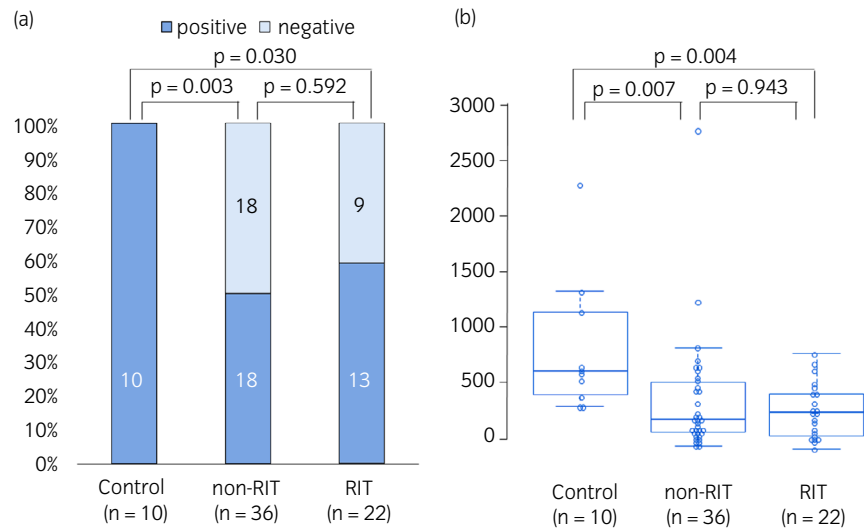 (a)
positive negative
p = 0.030
p = 0.003 p = 0.592
100%
90%
80%
70%
60%
50%
40%
30%
20%
10%
0%
18 9
10 18 13
Control non-RIT RIT
(n = 10) (n = 36) (n = 22)
(b)
p = 0.004
p = 0.007 p = 0.943
3000
2500
2000
1500
1000
500
0
Control non-RIT RIT
(n = 10) (n = 36) (n = 22)